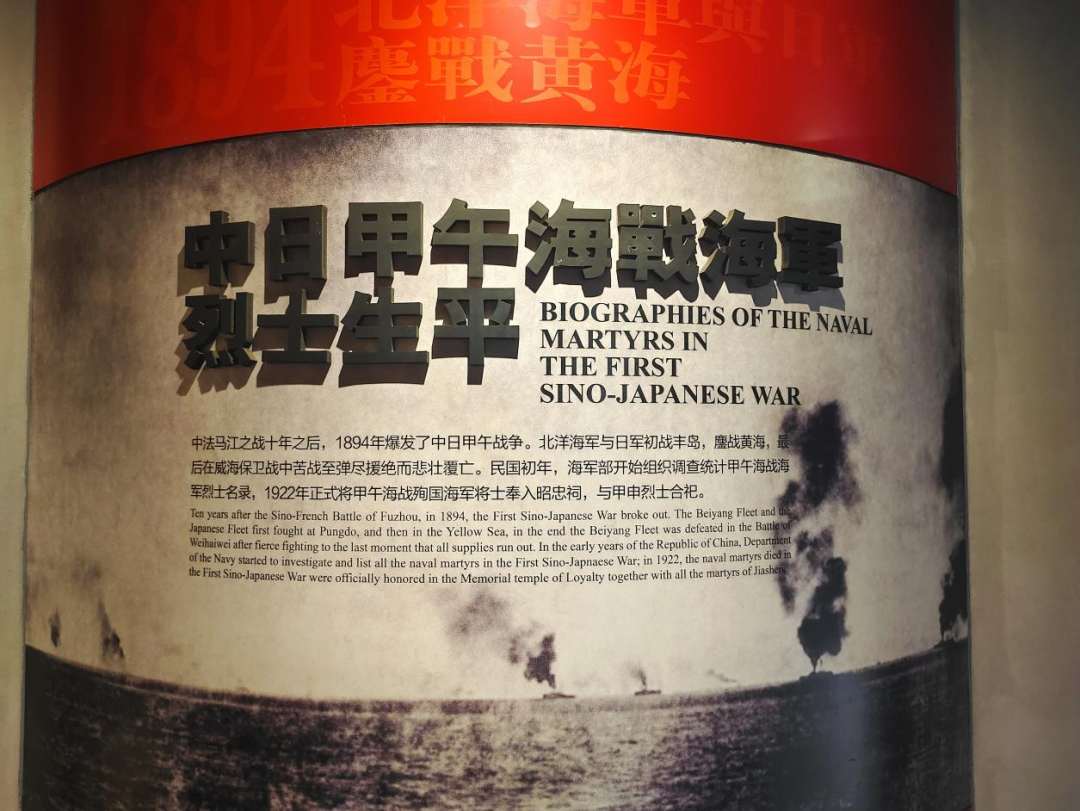 1894
北洋海軍與日軍
鏖戰黄海
中日甲午海戰海軍
烈士生平
BIOGRAPHIES OF THE NAVAL
MARTYRS IN
THE FIRST
SINO-JAPANESE WAR
中法马江之战十年之后，1894年爆发了中日甲午战争。北洋海军与日军初战丰岛，鏖战黄海，最
后在威海保卫战中苦战至弹尽援绝而悲壮覆亡。民国初年，海军部开始组织调查统计甲午海战海
军烈士名录，1922年正式将甲午海战殉国海军将士奉入昭忠祠，与甲申烈士合祀。
Ten years after the Sino-French Battle of Fuzhou, in 1894, the First Sino-Japanese War broke out. The Beiyang Fleet and the
Japanese Fleet first fought at Pungdo, and then in the Yellow Sea, in the end the Beiyang Fleet was defeated in the Battle of
Weihaiwei after fierce fighting to the last moment that all supplies run out. In the early years of the Republic of China, Department
of the Navy started to investigate and list all the naval martyrs in the First Sino-Japnaese War; in 1922, the naval martyrs died in
the First Sino-Japanese War were officially honored in the Memorial temple of Loyalty together with all the martyrs of Jiashen.